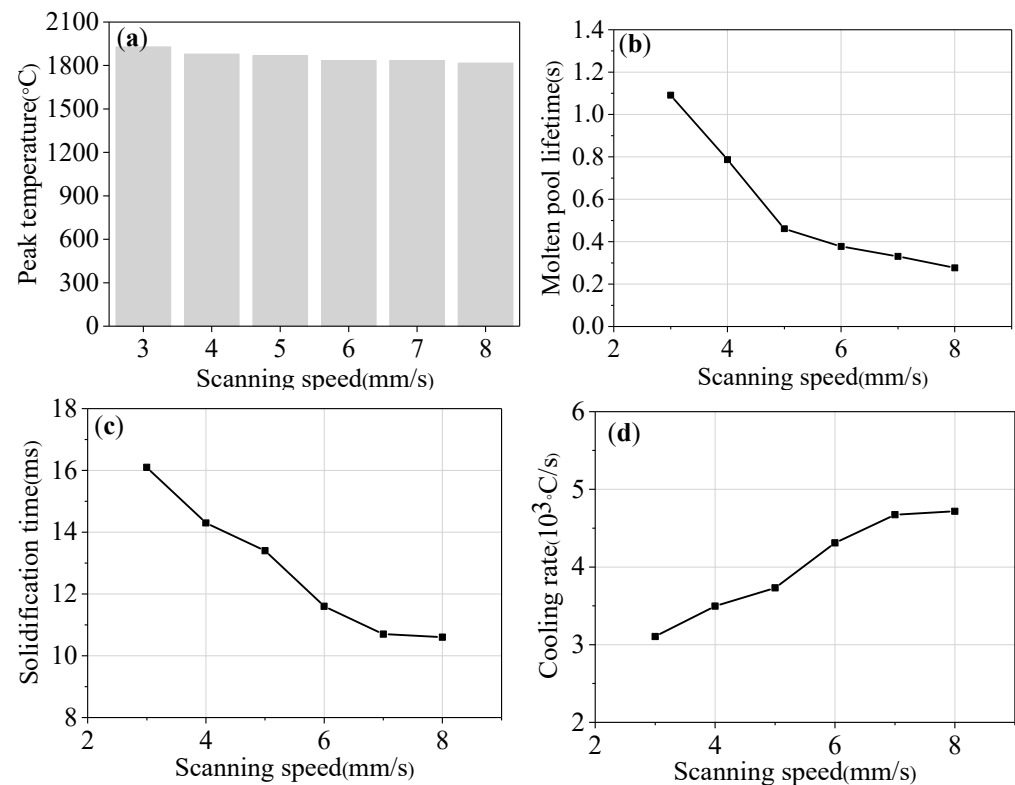 (a)
Peak temperature(°C)
2100
1800
1500
1200
900
600
300
0
3 4 5 6 7 8
Scanning speed(mm/s)
(b)
Molten pool lifetime(s)
1.4
1.2
1.0
0.8
0.6
0.4
0.2
0.0
2 4 6 8
Scanning speed(mm/s)
(c)
Solidification time(ms)
18
16
14
12
10
8
2 4 6 8
Scanning speed(mm/s)
(d)
Cooling rate(10³◦C/s)
6
5
4
3
2
2 4 6 8
Scanning speed(mm/s)